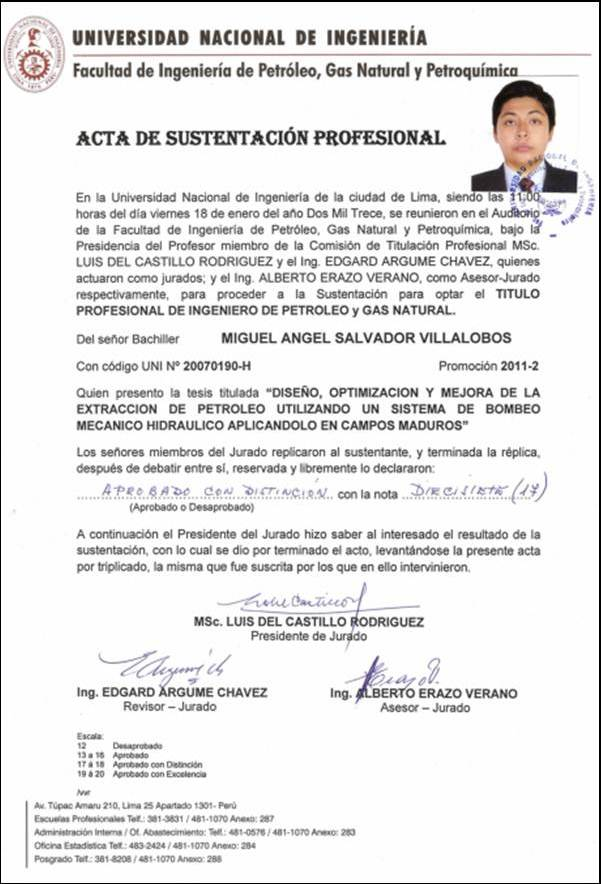 UNIVERSIDAD NACIONAL DE INGENIERÍA
Facultad de Ingeniería de Petróleo, Gas Natural y Petroquímica
ACTA DE SUSTENTACIÓN PROFESIONAL
En la Universidad Nacional de Ingeniería de la ciudad de Lima, siendo las 11:00
horas del día viernes 18 de enero del año Dos Mil Trece, se reunieron en el Auditorio
de la Facultad de Ingeniería de Petróleo, Gas Natural y Petroquímica, bajo la
Presidencia del Profesor miembro de la Comisión de Titulación Profesional MSc.
LUIS DEL CASTILLO RODRIGUEZ y el Ing. EDGARD ARGUME CHAVEZ, quienes
actuaron como jurados; y el Ing. ALBERTO ERAZO VERANO, como Asesor-Jurado
respectivamente, para proceder a la Sustentación para optar el TITULO
PROFESIONAL DE INGENIERO DE PETROLEO y GAS NATURAL.
Del señor Bachiller MIGUEL ANGEL SALVADOR VILLALOBOS
Con código UNI Nº 20070190-H Promoción 2011-2
Quien presento la tesis titulada “DISEÑO, OPTIMIZACION Y MEJORA DE LA
EXTRACCION DE PETROLEO UTILIZANDO UN SISTEMA DE BOMBEO
MECANICO HIDRAULICO APLICANDOLO EN CAMPOS MADUROS”
Los señores miembros del Jurado replicaron al sustentante, y terminada la réplica,
después de debatir entre sí, reservada y libremente lo declararon:
APROBADO CON DISTINCIÓN con la nota DIECISIETE (17)
(Aprobado o Desaprobado)
A continuación el Presidente del Jurado hizo saber al interesado el resultado de la
sustentación, con lo cual se dio por terminado el acto, levantándose la presente acta
por triplicado, la misma que fue suscrita por los que en ello intervinieron.
MSc. LUIS DEL CASTILLO RODRIGUEZ
Presidente de Jurado
Ing. EDGARD ARGUME CHAVEZ Ing. ALBERTO ERAZO VERANO
Revisor – Jurado Asesor – Jurado
Escala:
12 Desaprobado
13 a 16 Aprobado
17 á 18 Aprobado con Distinción
19 á 20 Aprobado con Excelencia
/vvr
Av. Túpac Amaru 210, Lima 25 Apartado 1301- Perú
Escuelas Profesionales Telf.: 381-3831 / 481-1070 Anexo: 287
Administración Interna / Of. Abastecimiento: Telf.: 481-0576 / 481-1070 Anexo: 283
Oficina Estadística Telf.: 483-2424 / 481-1070 Anexo: 284
Posgrado Telf.: 381-8208 / 481-1070 Anexo: 288